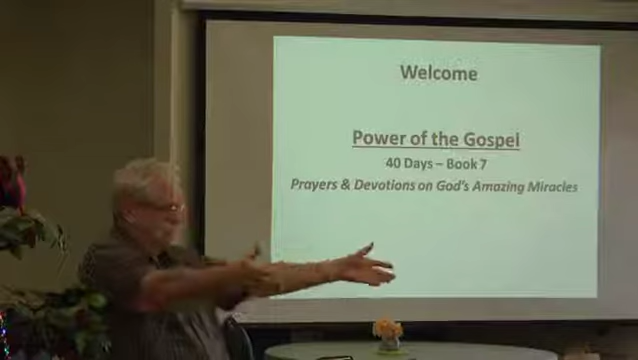 Welcome
Power of the Gospel
40 Days – Book 7
Prayers & Devotions on God's Amazing Miracles